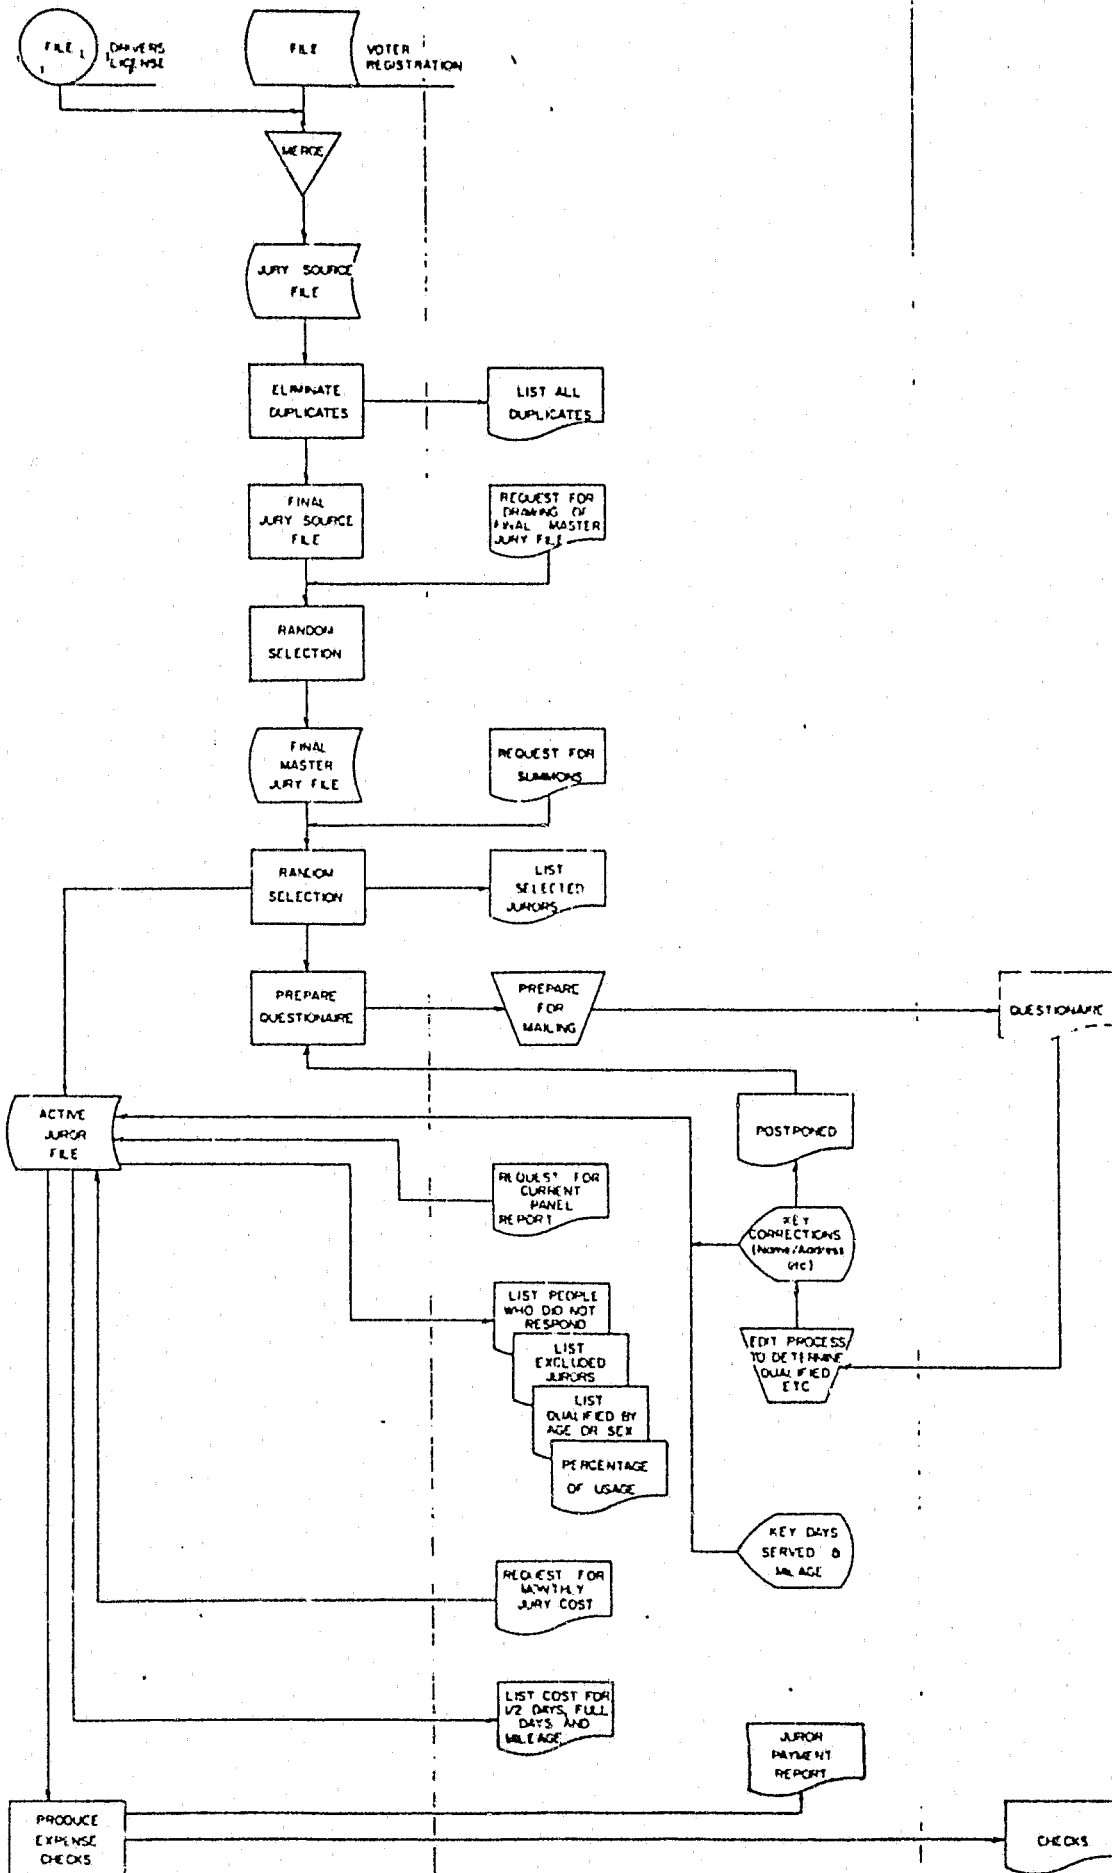 FILE
DRIVERS
LICENSE
FILE
VOTER
REGISTRATION
MERGE
JURY SOURCE
FILE
ELIMINATE
DUPLICATES
LIST ALL
DUPLICATES
FINAL
JURY SOURCE
FILE
REQUEST FOR
DRAWING OF
FINAL MASTER
JURY FILE
RANDOM
SELECTION
FINAL
MASTER
JURY FILE
REQUEST FOR
SUMMONS
RANDOM
SELECTION
LIST
SELECTED
JURORS
PREPARE
QUESTIONAIRE
PREPARE
FOR
MAILING
QUESTIONAIRE
ACTIVE
JUROR
FILE
POSTPONED
REQUEST FOR
CURRENT
PANEL
REPORT
KEY
CORRECTIONS
(Name/Address
etc)
LIST PEOPLE
WHO DID NOT
RESPOND
LIST
EXCLUDED
JURORS
LIST
QUALIFIED BY
AGE OR SEX
PERCENTAGE
OF USAGE
EDIT PROCESS
TO DETERMINE
QUALIFIED
ETC
KEY DAYS
SERVED &
MILAGE
REQUEST FOR
MONTHLY
JURY COST
LIST COST FOR
1/2 DAYS, FULL
DAYS AND
MILEAGE
JUROR
PAYMENT
REPORT
PRODUCE
EXPENSE
CHECKS
CHECKS